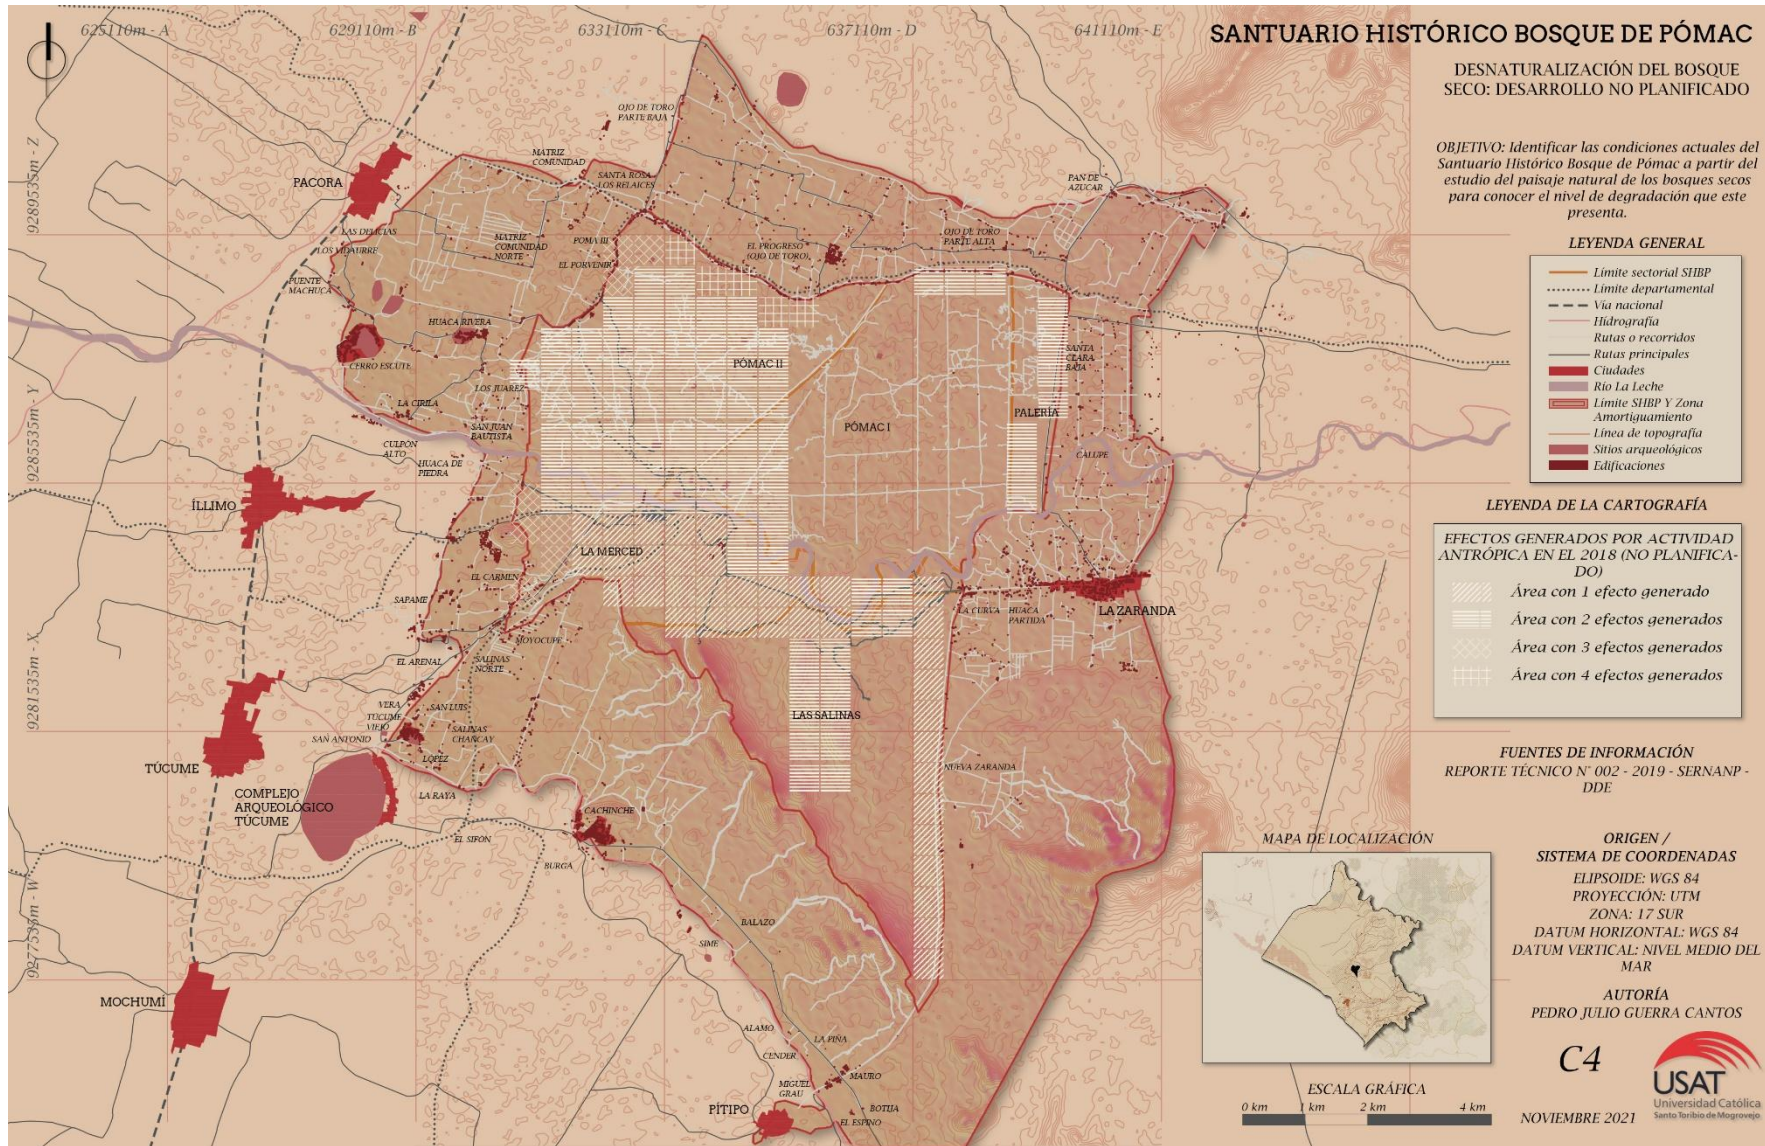 625110m - A
629110m - B
633110m - C
637110m - D
641110m - E
SANTUARIO HISTÓRICO BOSQUE DE PÓMAC
DESNATURALIZACIÓN DEL BOSQUE
SECO: DESARROLLO NO PLANIFICADO
OBJETIVO: Identificar las condiciones actuales del
Santuario Histórico Bosque de Pómac a partir del
estudio del paisaje natural de los bosques secos
para conocer el nivel de degradación que este
presenta.
LEYENDA GENERAL
Límite sectorial SHBP
Límite departamental
Vía nacional
Hidrografía
Rutas o recorridos
Rutas principales
Ciudades
Río La Leche
Límite SHBP Y Zona
Amortiguamiento
Línea de topografía
Sitios arqueológicos
Edificaciones
LEYENDA DE LA CARTOGRAFÍA
EFECTOS GENERADOS POR ACTIVIDAD
ANTRÓPICA EN EL 2018 (NO PLANIFICA-
DO)
Área con 1 efecto generado
Área con 2 efectos generados
Área con 3 efectos generados
Área con 4 efectos generados
FUENTES DE INFORMACIÓN
REPORTE TÉCNICO N° 002 - 2019 - SERNANP -
DDE
MAPA DE LOCALIZACIÓN
ORIGEN /
SISTEMA DE COORDENADAS
ELIPSOIDE: WGS 84
PROYECCIÓN: UTM
ZONA: 17 SUR
DATUM HORIZONTAL: WGS 84
DATUM VERTICAL: NIVEL MEDIO DEL
MAR
AUTORÍA
PEDRO JULIO GUERRA CANTOS
C4
ESCALA GRÁFICA
0 km
1 km
2 km
4 km
NOVIEMBRE 2021
USAT
Universidad Católica
Santo Toribio de Mogrovejo
9289535m - Z
9285535m - Y
9281535m - X
9277535m - W
OJO DE TORO
PARTE BAJA
MATRIZ
COMUNIDAD
SANTA ROSA
LOS RELAICES
PACORA
PAN DE
AZUCAR
LAS DELICIAS
LOS VIDAURRE
MATRIZ
COMUNIDAD
NORTE
POMA III
EL PORVENIR
EL PROGRESO
(OJO DE TORO)
OJO DE TORO
PARTE ALTA
PUENTE
MACHUCA
HUACA RIVERA
CERRO ESCUTE
PÓMAC II
SANTA
CLARA
BAJA
LOS JUAREZ
LA CIRILA
SAN JUAN
BAUTISTA
PÓMAC I
PALERÍA
CULPON
ALTO
HUACA DE
PIEDRA
CALUPE
ÍLLIMO
LA MERCED
EL CARMEN
SAPAME
LA CURVA
HUACA
PARTIDA
LA ZARANDA
MOYOCUPE
EL ARENAL
SALINAS
NORTE
VERA
TÚCUME
VIEJO
SAN LUIS
SALINAS
CHANCAY
LAS SALINAS
SAN ANTONIO
LOPEZ
TÚCUME
NUEVA ZARANDA
COMPLEJO
ARQUEOLÓGICO
TÚCUME
LA RAYA
CACHINCHE
EL SIFON
BURGA
BALAZO
SIME
MOCHUMÍ
ALAMO
LA PIÑA
CENDER
MAURO
MIGUEL
GRAU
PÍTIPO
BOTIJA
EL ESPINO